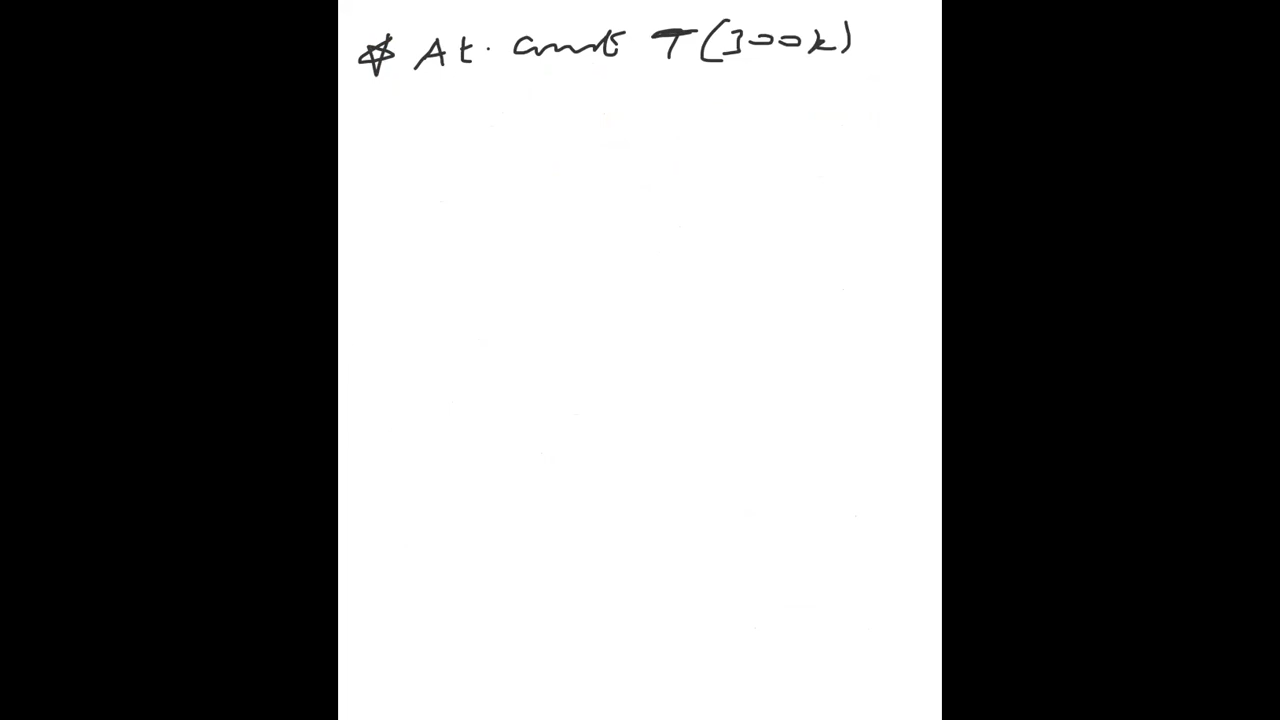 ☆ At. const T(300k)